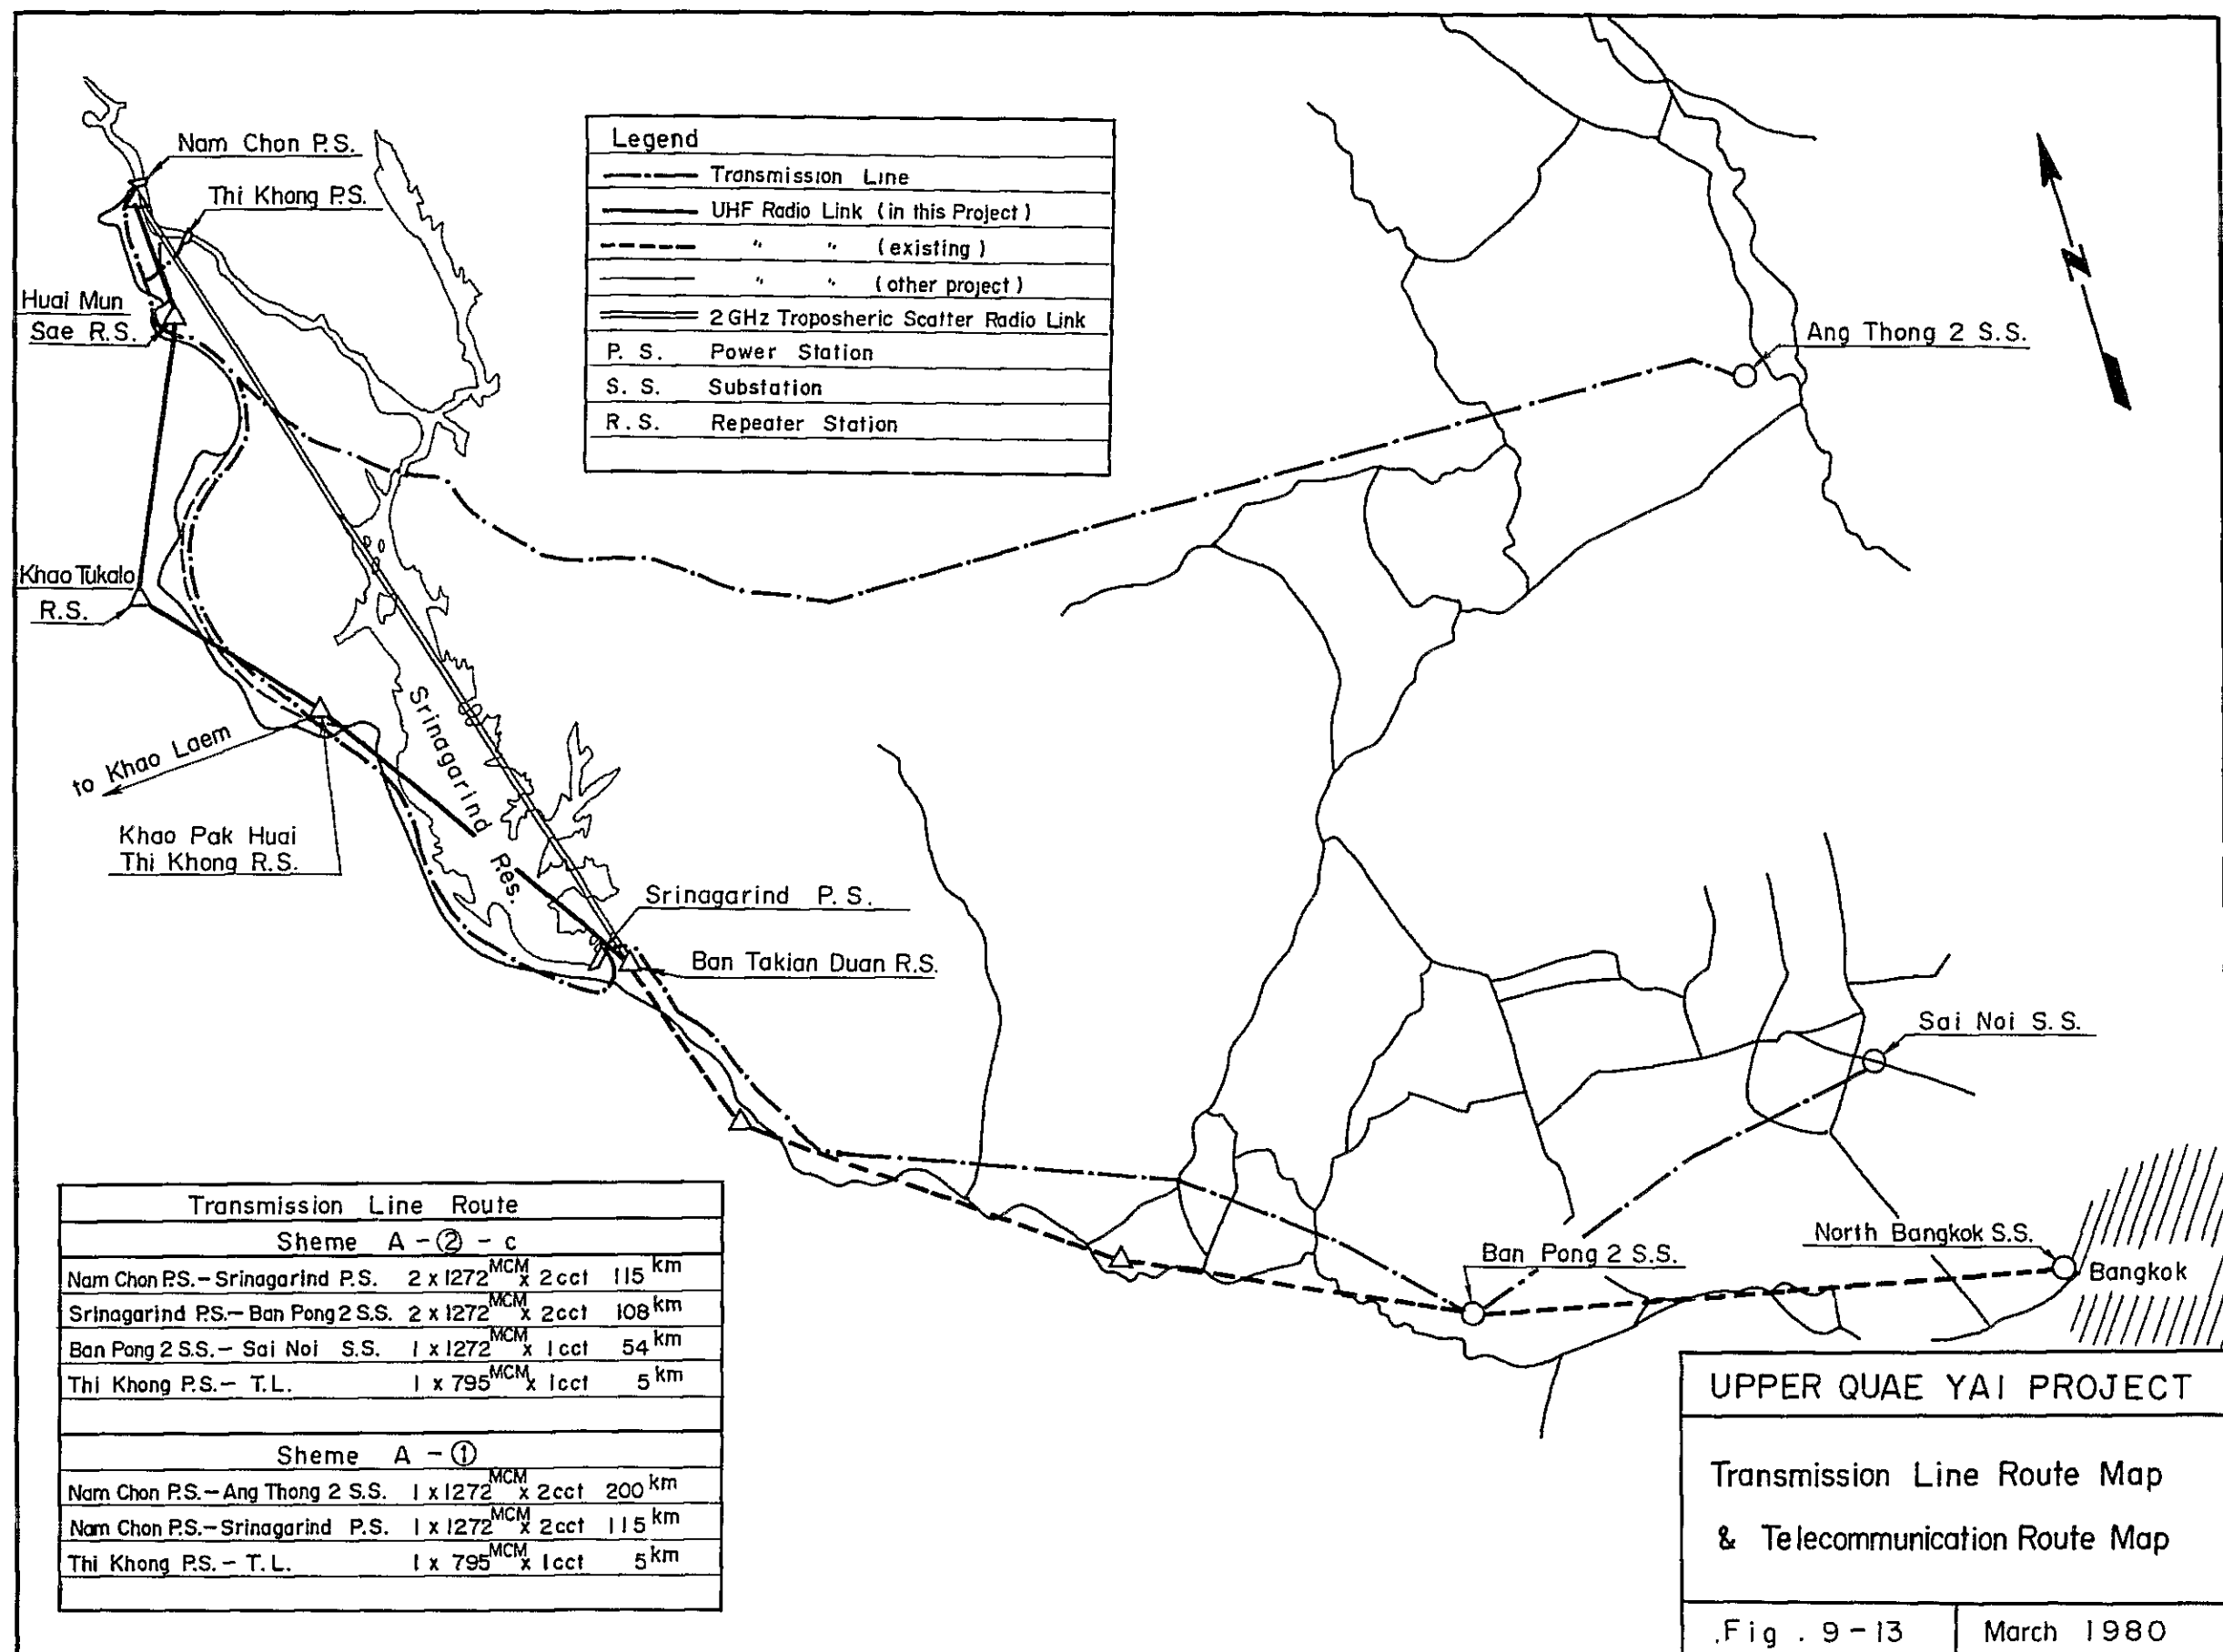 Nam Chon P.S.
Thi Khong P.S.
Huai Mun
Sae R.S.
Khao Tukalo
R.S.
to Khao Laem
Khao Pak Huai
Thi Khong R.S.
Srinagarind Res.
Srinagarind P.S.
Ban Takian Duan R.S.
Legend
Transmission Line
UHF Radio Link (in this Project)
" " (existing)
" " (other project)
2GHz Troposheric Scatter Radio Link
P. S. Power Station
S. S. Substation
R. S. Repeater Station
N
Ang Thong 2 S.S.
Sai Noi S.S.
Ban Pong 2 S.S.
North Bangkok S.S.
Bangkok
Transmission Line Route
Sheme A - ② - c
Nam Chon P.S. - Srinagarind P.S. 2 x 1272 MCM x 2cct 115 km
Srinagarind P.S. - Ban Pong 2 S.S. 2 x 1272 MCM x 2cct 108 km
Ban Pong 2 S.S. - Sai Noi S.S. 1 x 1272 MCM x 1cct 54 km
Thi Khong P.S. - T.L. 1 x 795 MCM x 1cct 5 km
Sheme A - ①
Nam Chon P.S. - Ang Thong 2 S.S. 1 x 1272 MCM x 2cct 200 km
Nam Chon P.S. - Srinagarind P.S. 1 x 1272 MCM x 2cct 115 km
Thi Khong P.S. - T.L. 1 x 795 MCM x 1cct 5 km
UPPER QUAE YAI PROJECT
Transmission Line Route Map
& Telecommunication Route Map
Fig. 9-13 March 1980